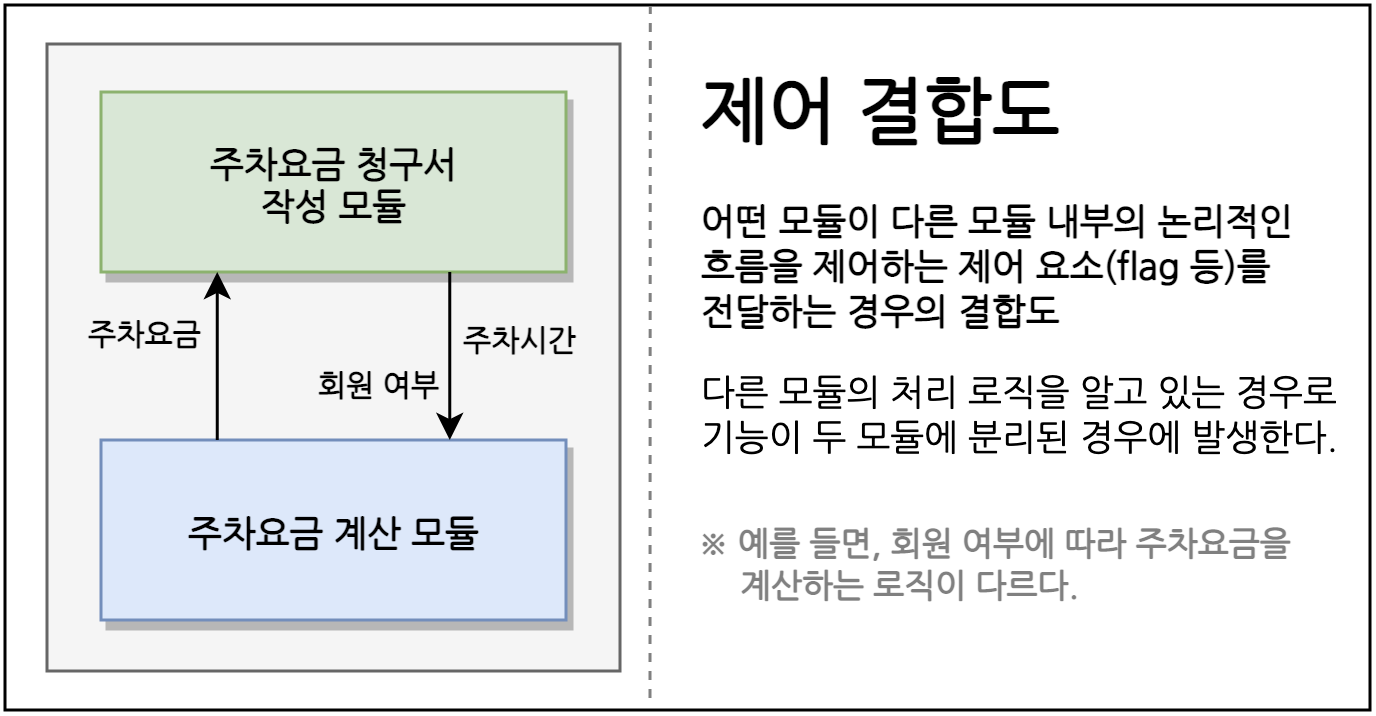 주차요금 청구서
작성 모듈
주차요금
주차시간
회원 여부
주차요금 계산 모듈
제어 결합도
어떤 모듈이 다른 모듈 내부의 논리적인
흐름을 제어하는 제어 요소(flag 등)를
전달하는 경우의 결합도
다른 모듈의 처리 로직을 알고 있는 경우로
기능이 두 모듈에 분리된 경우에 발생한다.
※ 예를 들면, 회원 여부에 따라 주차요금을
계산하는 로직이 다르다.